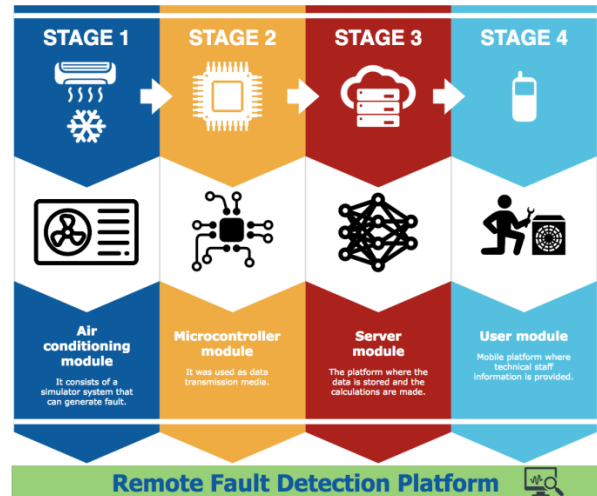 STAGE 1
STAGE 2
STAGE 3
STAGE 4
Air
conditioning
module
It consists of a
simulator system that
can generate fault.
Microcontroller
module
It was used as data
transmission media.
Server
module
The platform where the
data is stored and the
calculations are made.
User module
Mobile platform where
technical staff
information is provided.
Remote Fault Detection Platform